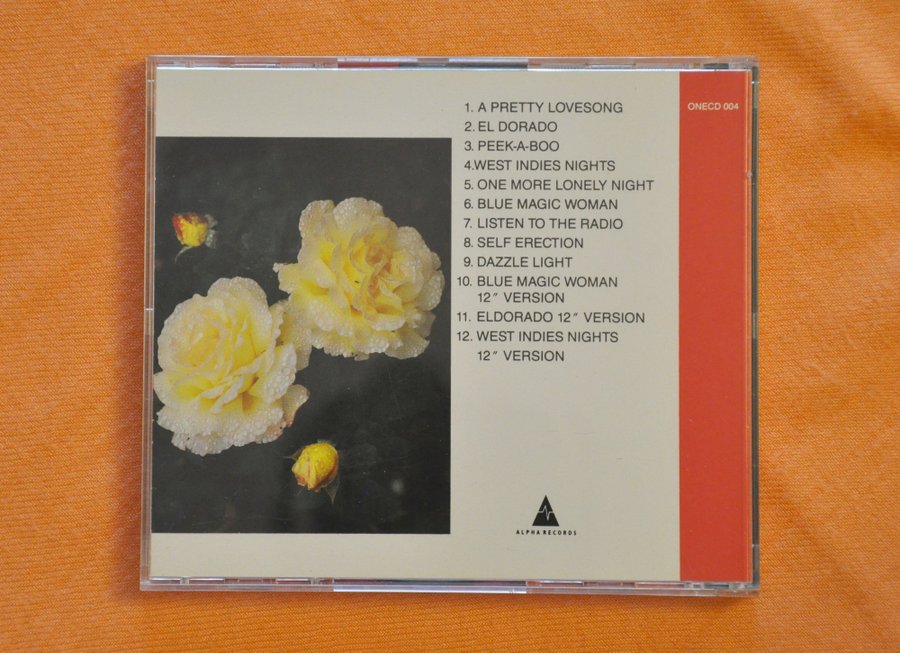 1. A PRETTY LOVESONG
2. EL DORADO
3. PEEK-A-BOO
4.WEST INDIES NIGHTS
5. ONE MORE LONELY NIGHT
6. BLUE MAGIC WOMAN
7. LISTEN TO THE RADIO
8. SELF ERECTION
9. DAZZLE LIGHT
10. BLUE MAGIC WOMAN
12″ VERSION
11. ELDORADO 12″ VERSION
12. WEST INDIES NIGHTS
12″ VERSION
ONECD 004
ALPHA RECORDS